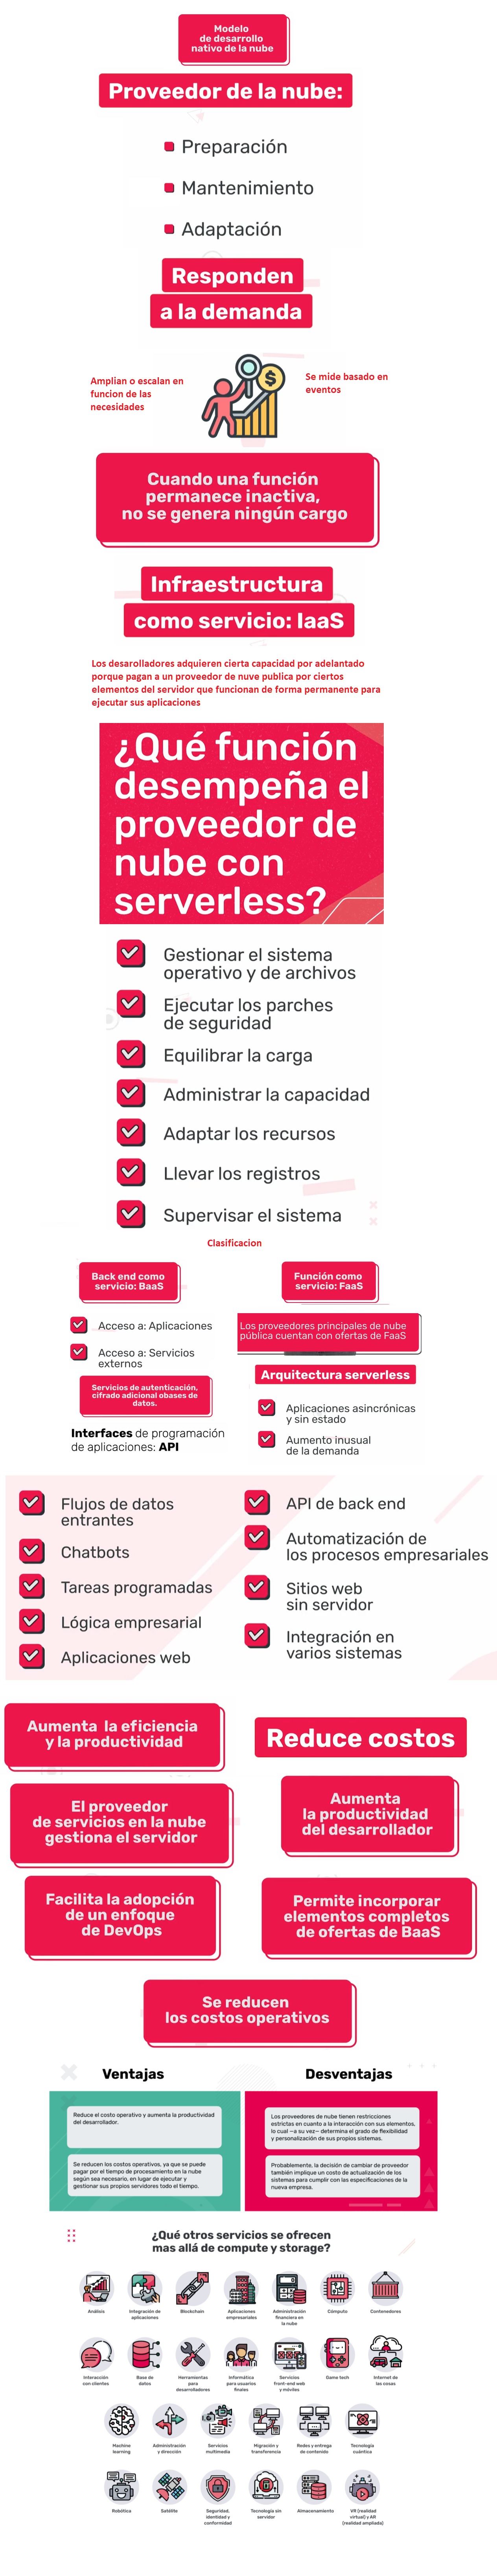 Modelo
de desarrollo
nativo de la nube
Proveedor de la nube:
Preparación
Mantenimiento
Adaptación
Responden
a la demanda
Amplian o escalan en
funcion de las
necesidades
Se mide basado en
eventos
Cuando una función
permanece inactiva,
no se genera ningún cargo
Infraestructura
como servicio: IaaS
Los desarolladores adquieren cierta capacidad por adelantado
porque pagan a un proveedor de nuve publica por ciertos
elementos del servidor que funcionan de forma permanente para
ejecutar sus aplicaciones
¿Qué función
desempeña el
proveedor de
nube con
serverless?
Gestionar el sistema
operativo y de archivos
Ejecutar los parches
de seguridad
Equilibrar la carga
Administrar la capacidad
Adaptar los recursos
Llevar los registros
Supervisar el sistema
Clasificacion
Back end como
servicio: BaaS
Acceso a: Aplicaciones
Acceso a: Servicios
externos
Servicios de autenticación,
cifrado adicional obases de
datos.
Interfaces de programación
de aplicaciones: API
Función como
servicio: FaaS
Los proveedores principales de nube
pública cuentan con ofertas de FaaS
Arquitectura serverless
Aplicaciones asincrónicas
y sin estado
Aumento inusual
de la demanda
Flujos de datos
entrantes
Chatbots
Tareas programadas
Lógica empresarial
Aplicaciones web
API de back end
Automatización de
los procesos empresariales
Sitios web
sin servidor
Integración en
varios sistemas
Aumenta la eficiencia
y la productividad
Reduce costos
El proveedor
de servicios en la nube
gestiona el servidor
Aumenta
la productividad
del desarrollador
Facilita la adopción
de un enfoque
de DevOps
Permite incorporar
elementos completos
de ofertas de BaaS
Se reducen
los costos operativos
Ventajas
Reduce el costo operativo y aumenta la productividad
del desarrollador.
Se reducen los costos operativos, ya que se puede
pagar por el tiempo de procesamiento en la nube
según sea necesario, en lugar de ejecutar y
gestionar sus propios servidores todo el tiempo.
Desventajas
Los proveedores de nube tienen restricciones
estrictas en cuanto a la interacción con sus elementos,
lo cual –a su vez– determina el grado de flexibilidad
y personalización de sus propios sistemas.
Probablemente, la decisión de cambiar de proveedor
también implique un costo de actualización de los
sistemas para cumplir con las especificaciones de la
nueva empresa.
¿Qué otros servicios se ofrecen
mas allá de compute y storage?
Análisis
Integración de
aplicaciones
Blockchain
Aplicaciones
empresariales
Administración
financiera en
la nube
Cómputo
Contenedores
Interacción
con clientes
Base de
datos
Herramientas
para
desarrolladores
Informática
para usuarios
finales
Servicios
front-end web
y móviles
Game tech
Internet de
las cosas
Machine
learning
Administración
y dirección
Servicios
multimedia
Migración y
transferencia
Redes y entrega
de contenido
Tecnología
cuántica
Robótica
Satélite
Seguridad,
identidad y
conformidad
Tecnología sin
servidor
Almacenamiento
VR (realidad
virtual) y AR
(realidad ampliada)